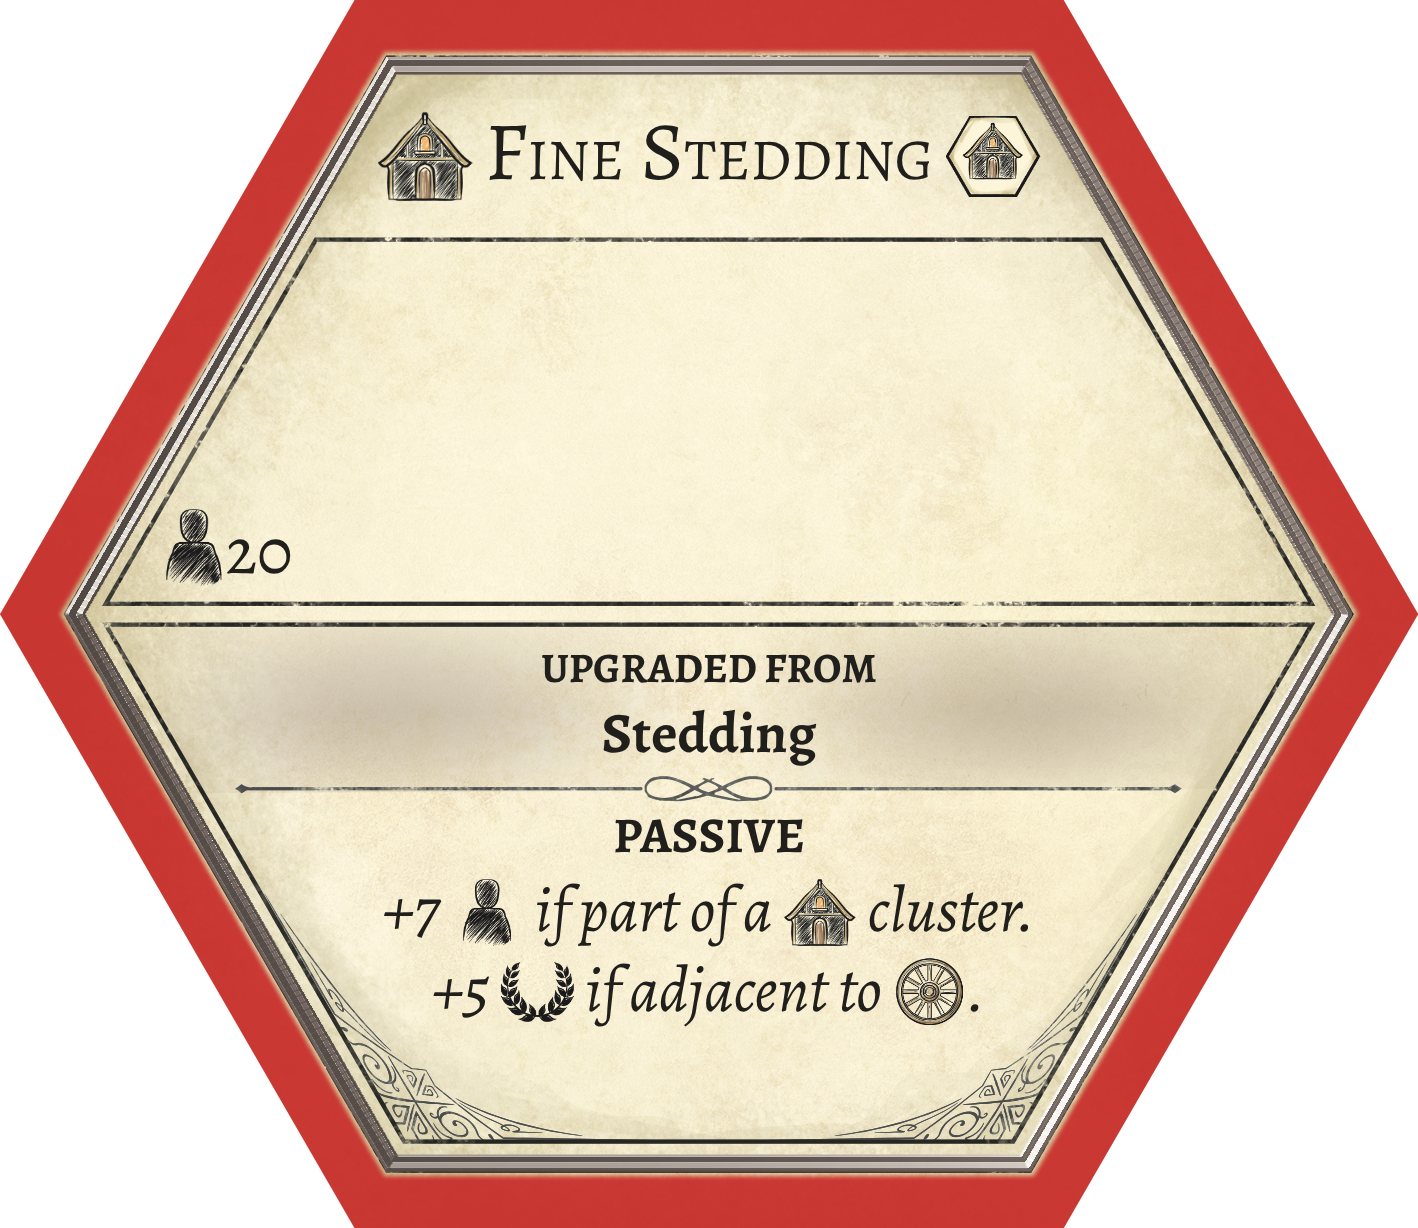 Fine Stedding
20
UPGRADED FROM
Stedding
PASSIVE
+7 if part of a cluster.
+5 if adjacent to .